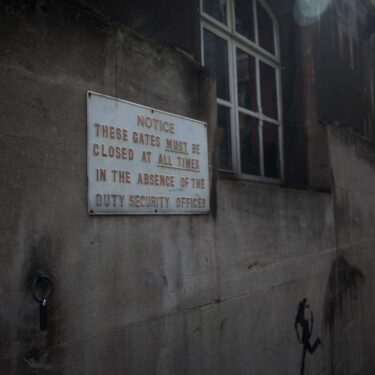 NOTICE
THESE GATES MUST BE
CLOSED AT ALL TIMES
IN THE ABSENCE OF THE
DUTY SECURITY OFFICER